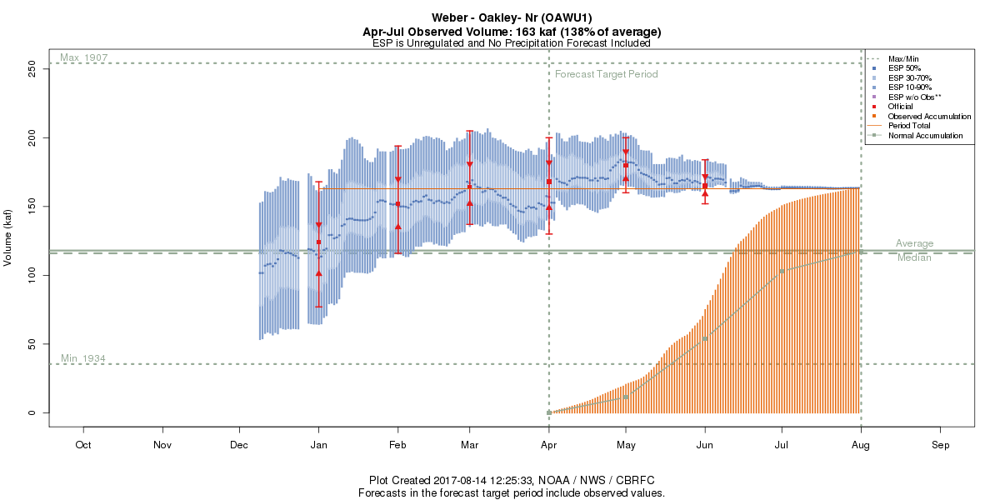 Weber - Oakley- Nr (OAWU1)
Apr-Jul Observed Volume: 163 kaf (138% of average)
ESP is Unregulated and No Precipitation Forecast Included
Max 1907
Forecast Target Period
Max/Min
ESP 50%
ESP 30-70%
ESP 10-90%
ESP w/o Obs**
Official
Observed Accumulation
Period Total
Normal Accumulation
Average
Median
Min 1934
Volume (kaf)
250
200
150
100
50
0
Oct Nov Dec Jan Feb Mar Apr May Jun Jul Aug Sep
Plot Created 2017-08-14 12:25:33, NOAA / NWS / CBRFC
Forecasts in the forecast target period include observed values.